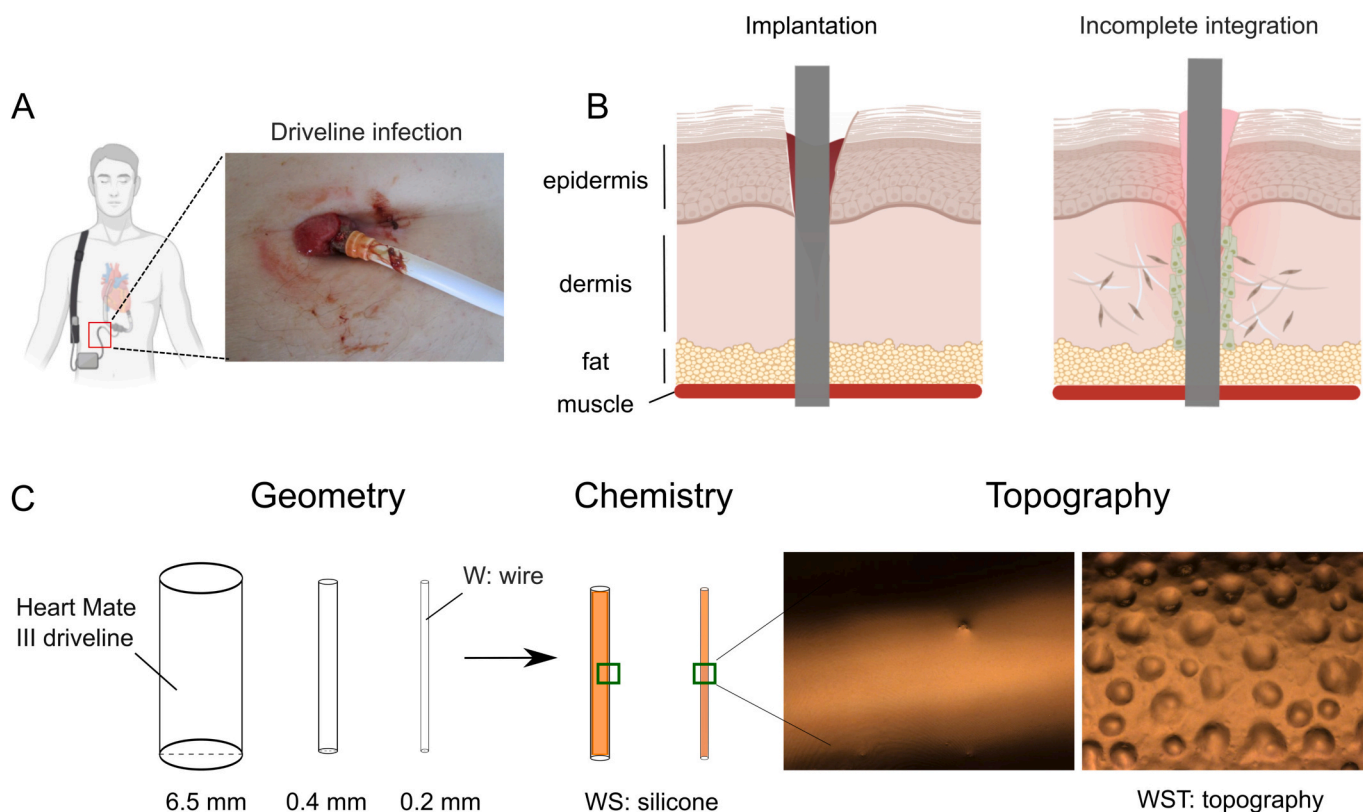 Implantation
Incomplete integration
A
Driveline infection
B
epidermis
dermis
fat
muscle
C
Geometry
Chemistry
Topography
W: wire
Heart Mate
III driveline
6.5 mm
0.4 mm
0.2 mm
WS: silicone
WST: topography